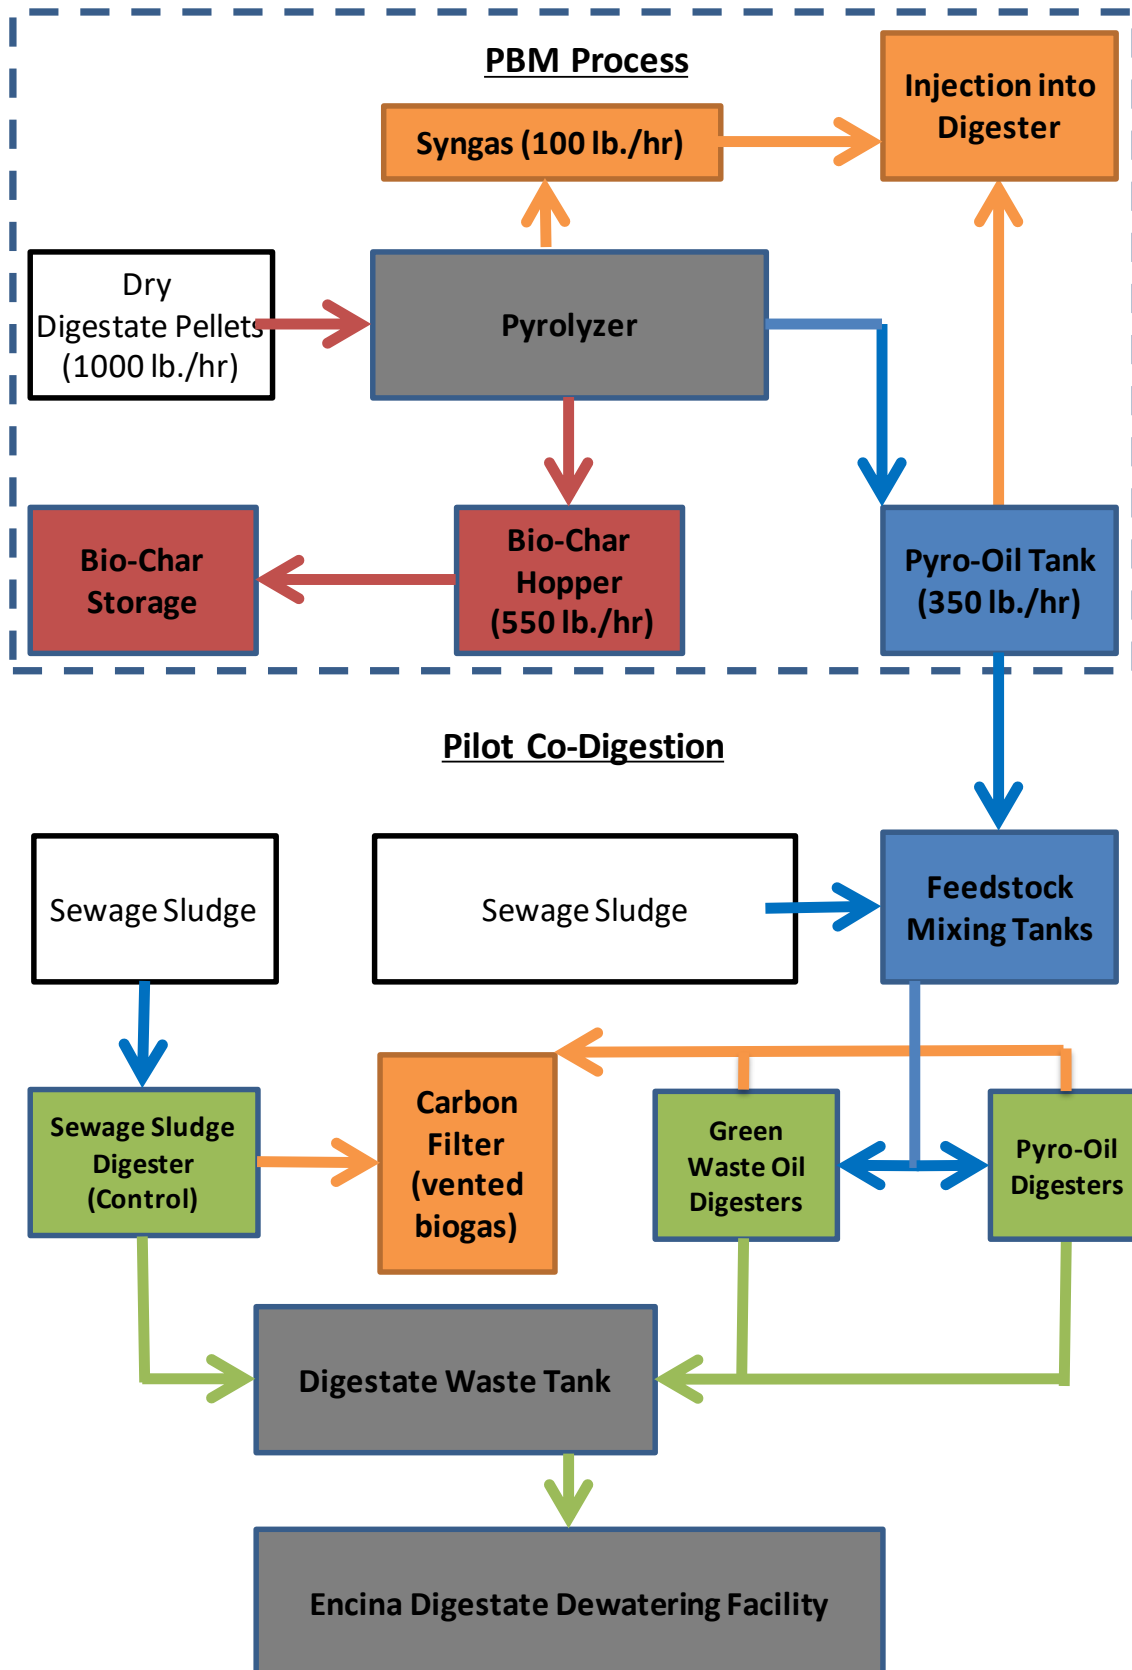 PBM Process
Injection into
Digester
Syngas (100 lb./hr)
Dry
Digestate Pellets
(1000 lb./hr)
Pyrolyzer
Bio-Char
Storage
Bio-Char
Hopper
(550 lb./hr)
Pyro-Oil Tank
(350 lb./hr)
Pilot Co-Digestion
Sewage Sludge
Sewage Sludge
Feedstock
Mixing Tanks
Sewage Sludge
Digester
(Control)
Carbon
Filter
(vented
biogas)
Green
Waste Oil
Digesters
Pyro-Oil
Digesters
Digestate Waste Tank
Encina Digestate Dewatering Facility